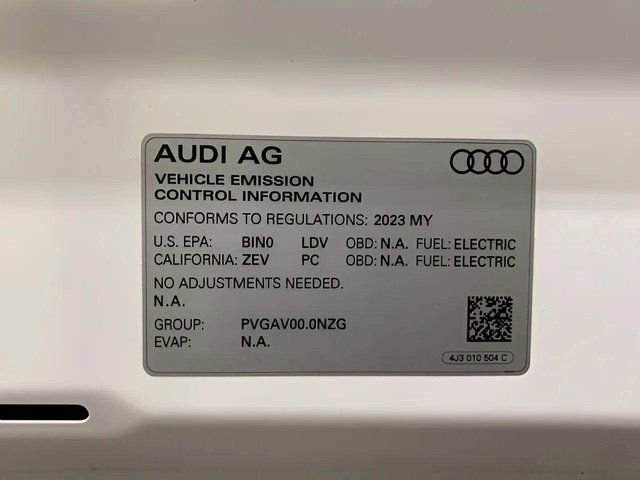 AUDI AG
VEHICLE EMISSION
CONTROL INFORMATION
CONFORMS TO REGULATIONS: 2023 MY
U.S. EPA: BIN0 LDV OBD: N.A. FUEL: ELECTRIC
CALIFORNIA: ZEV PC OBD: N.A. FUEL: ELECTRIC
NO ADJUSTMENTS NEEDED.
N.A.
GROUP: PVGAV00.0NZG
EVAP: N.A.
4J3 010 504 C